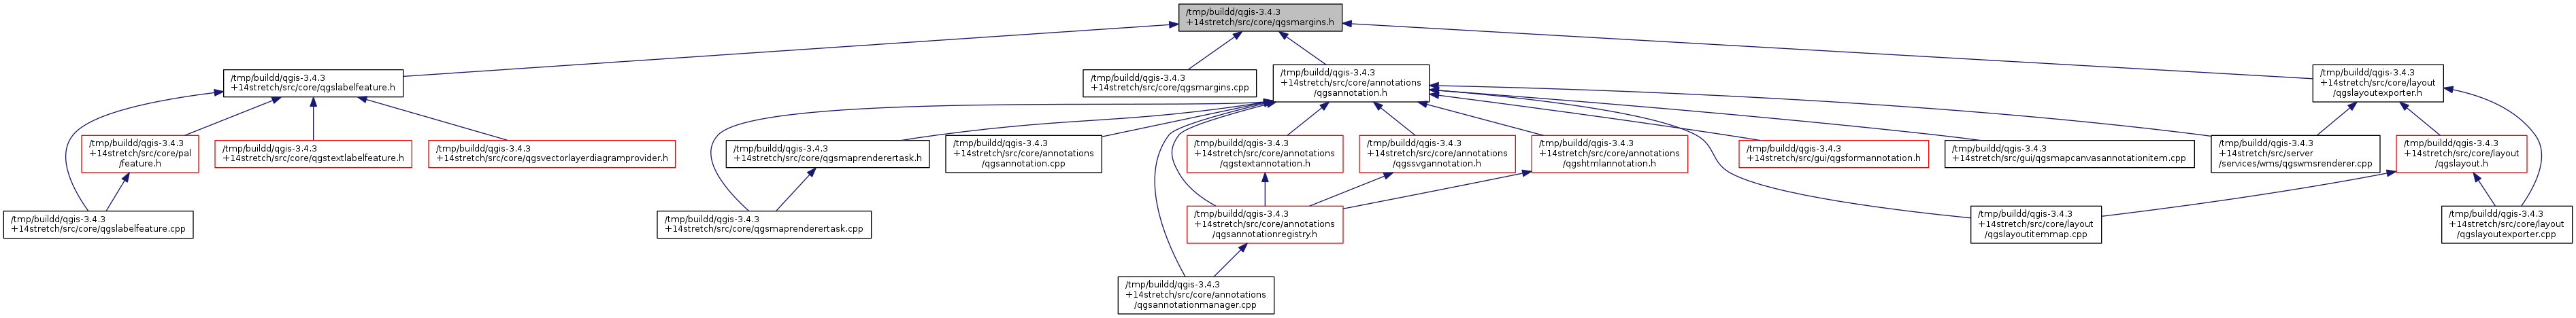 /tmp/buildd/qgis-3.4.3
+14stretch/src/core/qgsmargins.h
/tmp/buildd/qgis-3.4.3
+14stretch/src/core/qgslabelfeature.h
/tmp/buildd/qgis-3.4.3
+14stretch/src/core/qgsmargins.cpp
/tmp/buildd/qgis-3.4.3
+14stretch/src/core/annotations
/qgsannotation.h
/tmp/buildd/qgis-3.4.3
+14stretch/src/core/layout
/qgslayoutexporter.h
/tmp/buildd/qgis-3.4.3
+14stretch/src/core/pal
/feature.h
/tmp/buildd/qgis-3.4.3
+14stretch/src/core/qgstextlabelfeature.h
/tmp/buildd/qgis-3.4.3
+14stretch/src/core/qgsvectorlayerdiagramprovider.h
/tmp/buildd/qgis-3.4.3
+14stretch/src/core/qgsmaprenderertask.h
/tmp/buildd/qgis-3.4.3
+14stretch/src/core/annotations
/qgsannotation.cpp
/tmp/buildd/qgis-3.4.3
+14stretch/src/core/annotations
/qgstextannotation.h
/tmp/buildd/qgis-3.4.3
+14stretch/src/core/annotations
/qgssvgannotation.h
/tmp/buildd/qgis-3.4.3
+14stretch/src/core/annotations
/qgshtmlannotation.h
/tmp/buildd/qgis-3.4.3
+14stretch/src/gui/qgsformannotation.h
/tmp/buildd/qgis-3.4.3
+14stretch/src/gui/qgsmapcanvasannotationitem.cpp
/tmp/buildd/qgis-3.4.3
+14stretch/src/server
/services/wms/qgswmsrenderer.cpp
/tmp/buildd/qgis-3.4.3
+14stretch/src/core/layout
/qgslayout.h
/tmp/buildd/qgis-3.4.3
+14stretch/src/core/qgslabelfeature.cpp
/tmp/buildd/qgis-3.4.3
+14stretch/src/core/qgsmaprenderertask.cpp
/tmp/buildd/qgis-3.4.3
+14stretch/src/core/annotations
/qgsannotationregistry.h
/tmp/buildd/qgis-3.4.3
+14stretch/src/core/layout
/qgslayoutitemmap.cpp
/tmp/buildd/qgis-3.4.3
+14stretch/src/core/layout
/qgslayoutexporter.cpp
/tmp/buildd/qgis-3.4.3
+14stretch/src/core/annotations
/qgsannotationmanager.cpp